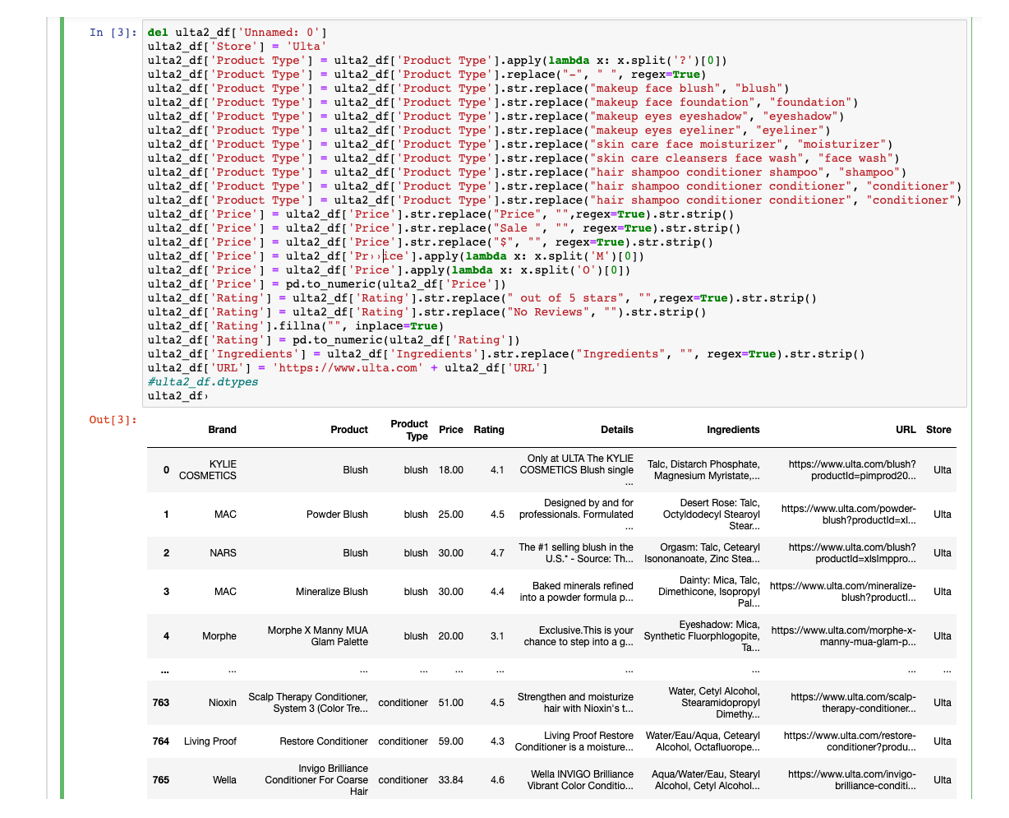 In [3]:
del ulta2_df['Unnamed: 0']
ulta2_df['Store'] = 'Ulta'
ulta2_df['Product Type'] = ulta2_df['Product Type'].apply(lambda x: x.split('?')[0])
ulta2_df['Product Type'] = ulta2_df['Product Type'].replace("-", " ", regex=True)
ulta2_df['Product Type'] = ulta2_df['Product Type'].str.replace("makeup face blush", "blush")
ulta2_df['Product Type'] = ulta2_df['Product Type'].str.replace("makeup face foundation", "foundation")
ulta2_df['Product Type'] = ulta2_df['Product Type'].str.replace("makeup eyes eyeshadow", "eyeshadow")
ulta2_df['Product Type'] = ulta2_df['Product Type'].str.replace("makeup eyes eyeliner", "eyeliner")
ulta2_df['Product Type'] = ulta2_df['Product Type'].str.replace("skin care face moisturizer", "moisturizer")
ulta2_df['Product Type'] = ulta2_df['Product Type'].str.replace("skin care cleansers face wash", "face wash")
ulta2_df['Product Type'] = ulta2_df['Product Type'].str.replace("hair shampoo conditioner shampoo", "shampoo")
ulta2_df['Product Type'] = ulta2_df['Product Type'].str.replace("hair shampoo conditioner conditioner", "conditioner")
ulta2_df['Product Type'] = ulta2_df['Product Type'].str.replace("hair shampoo conditioner conditioner", "conditioner")
ulta2_df['Price'] = ulta2_df['Price'].str.replace("Price", "",regex=True).str.strip()
ulta2_df['Price'] = ulta2_df['Price'].str.replace("Sale ", "", regex=True).str.strip()
ulta2_df['Price'] = ulta2_df['Price'].str.replace("$", "", regex=True).str.strip()
ulta2_df['Price'] = ulta2_df['Pr››ice'].apply(lambda x: x.split('M')[0])
ulta2_df['Price'] = ulta2_df['Price'].apply(lambda x: x.split('O')[0])
ulta2_df['Price'] = pd.to_numeric(ulta2_df['Price'])
ulta2_df['Rating'] = ulta2_df['Rating'].str.replace(" out of 5 stars", "",regex=True).str.strip()
ulta2_df['Rating'] = ulta2_df['Rating'].str.replace("No Reviews", "").str.strip()
ulta2_df['Rating'].fillna("", inplace=True)
ulta2_df['Rating'] = pd.to_numeric(ulta2_df['Rating'])
ulta2_df['Ingredients'] = ulta2_df['Ingredients'].str.replace("Ingredients", "", regex=True).str.strip()
ulta2_df['URL'] = 'https://www.ulta.com' + ulta2_df['URL']
#ulta2_df.dtypes
ulta2_df›
Out[3]:
Brand Product Product Type Price Rating Details Ingredients URL Store
0 KYLIE COSMETICS Blush blush 18.00 4.1 Only at ULTA The KYLIE COSMETICS Blush single ... Talc, Distarch Phosphate, Magnesium Myristate,... https://www.ulta.com/blush?productId=pimprod20... Ulta
1 MAC Powder Blush blush 25.00 4.5 Designed by and for professionals. Formulated ... Desert Rose: Talc, Octyldodecyl Stearoyl Stear... https://www.ulta.com/powder-blush?productId=xl... Ulta
2 NARS Blush blush 30.00 4.7 The #1 selling blush in the U.S.* - Source: Th... Orgasm: Talc, Cetearyl Isononanoate, Zinc Stea... https://www.ulta.com/blush?productId=xlsImppro... Ulta
3 MAC Mineralize Blush blush 30.00 4.4 Baked minerals refined into a powder formula p... Dainty: Mica, Talc, Dimethicone, Isopropyl Pal... https://www.ulta.com/mineralize-blush?productI... Ulta
4 Morphe Morphe X Manny MUA Glam Palette blush 20.00 3.1 Exclusive.This is your chance to step into a g... Eyeshadow: Mica, Synthetic Fluorphlogopite, Ta... https://www.ulta.com/morphe-x-manny-mua-glam-p... Ulta
... ... ... ... ... ... ... ... ... ...
763 Nioxin Scalp Therapy Conditioner, System 3 (Color Tre... conditioner 51.00 4.5 Strengthen and moisturize hair with Nioxin's t... Water, Cetyl Alcohol, Stearamidopropyl Dimethy... https://www.ulta.com/scalp-therapy-conditioner... Ulta
764 Living Proof Restore Conditioner conditioner 59.00 4.3 Living Proof Restore Conditioner is a moisture... Water/Eau/Aqua, Cetearyl Alcohol, Octafluorope... https://www.ulta.com/restore-conditioner?produ... Ulta
765 Wella Invigo Brilliance Conditioner For Coarse Hair conditioner 33.84 4.6 Wella INVIGO Brilliance Vibrant Color Conditio... Aqua/Water/Eau, Stearyl Alcohol, Cetyl Alcohol... https://www.ulta.com/invigo-brilliance-conditi... Ulta